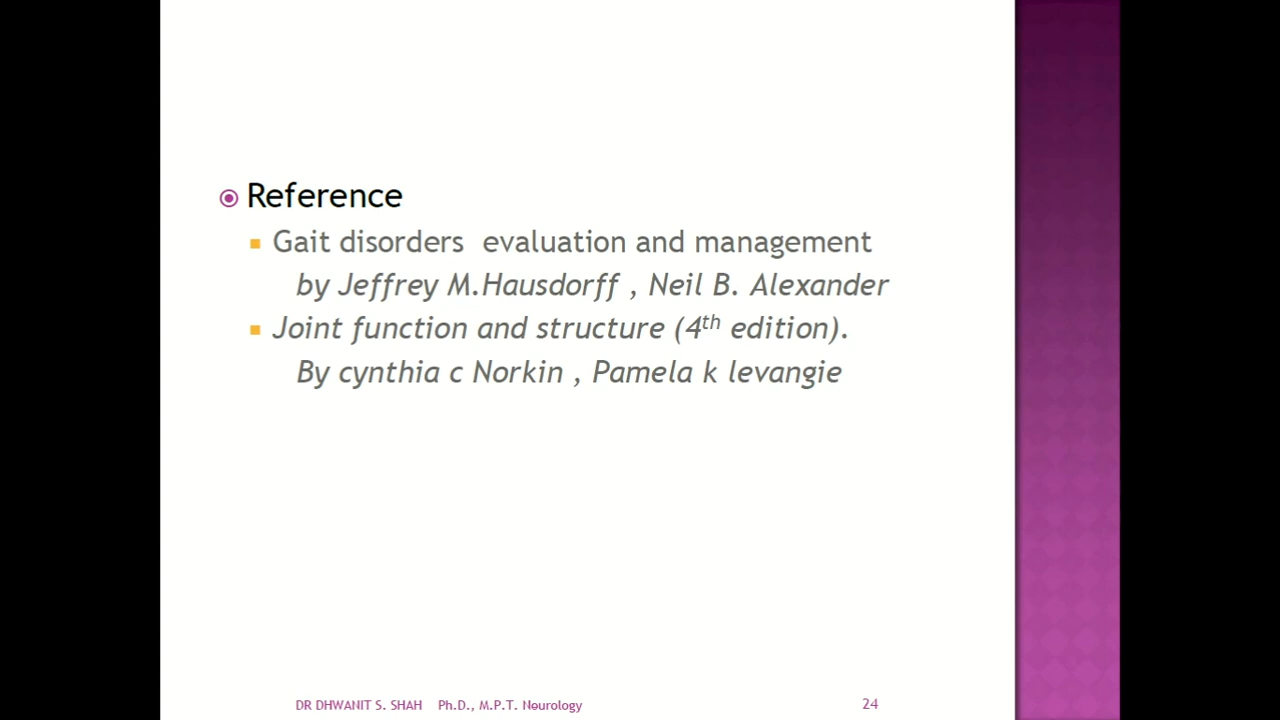 Reference
Gait disorders  evaluation and management
by Jeffrey M.Hausdorff , Neil B. Alexander
Joint function and structure (4th edition).
By cynthia c Norkin , Pamela k levangie
DR DHWANIT S. SHAH    Ph.D., M.P.T. Neurology
24